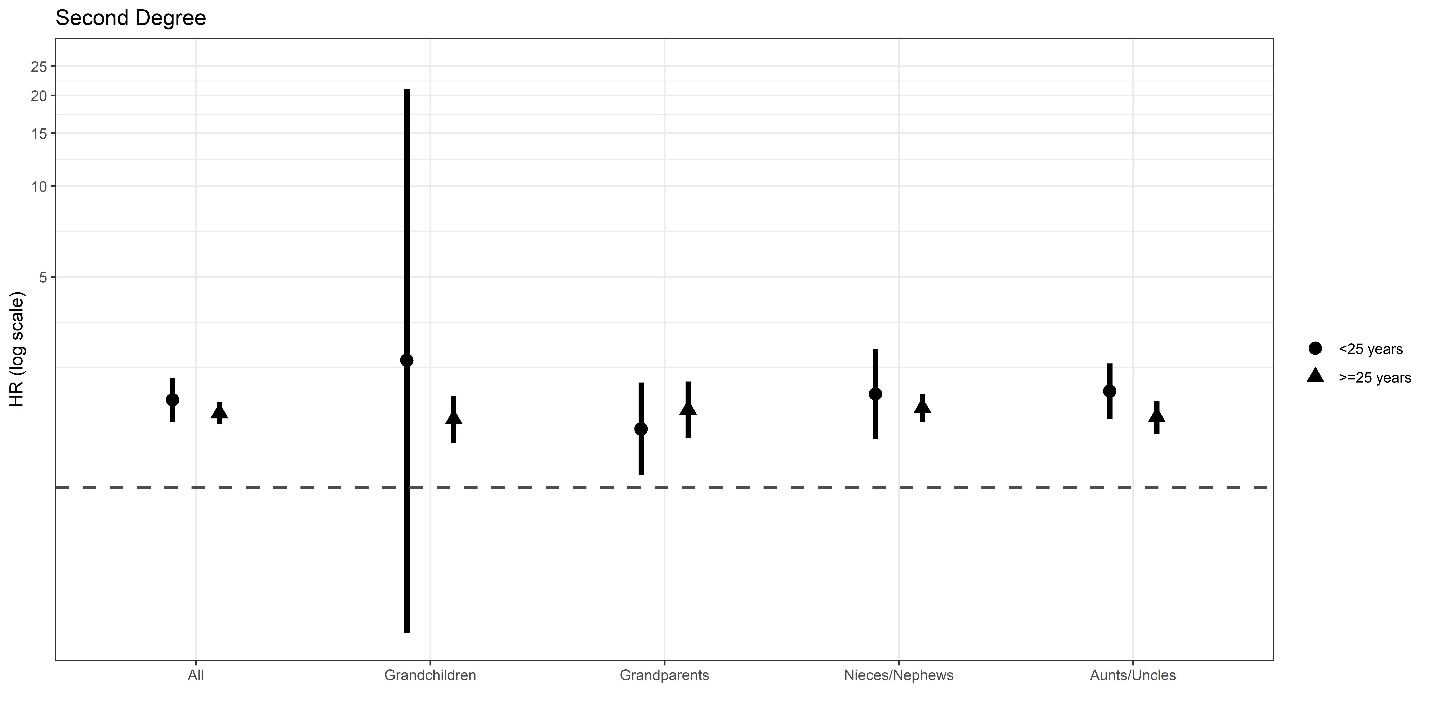 Second Degree
25
20
15
10
5
HR (log scale)
<25 years
>=25 years
All
Grandchildren
Grandparents
Nieces/Nephews
Aunts/Uncles